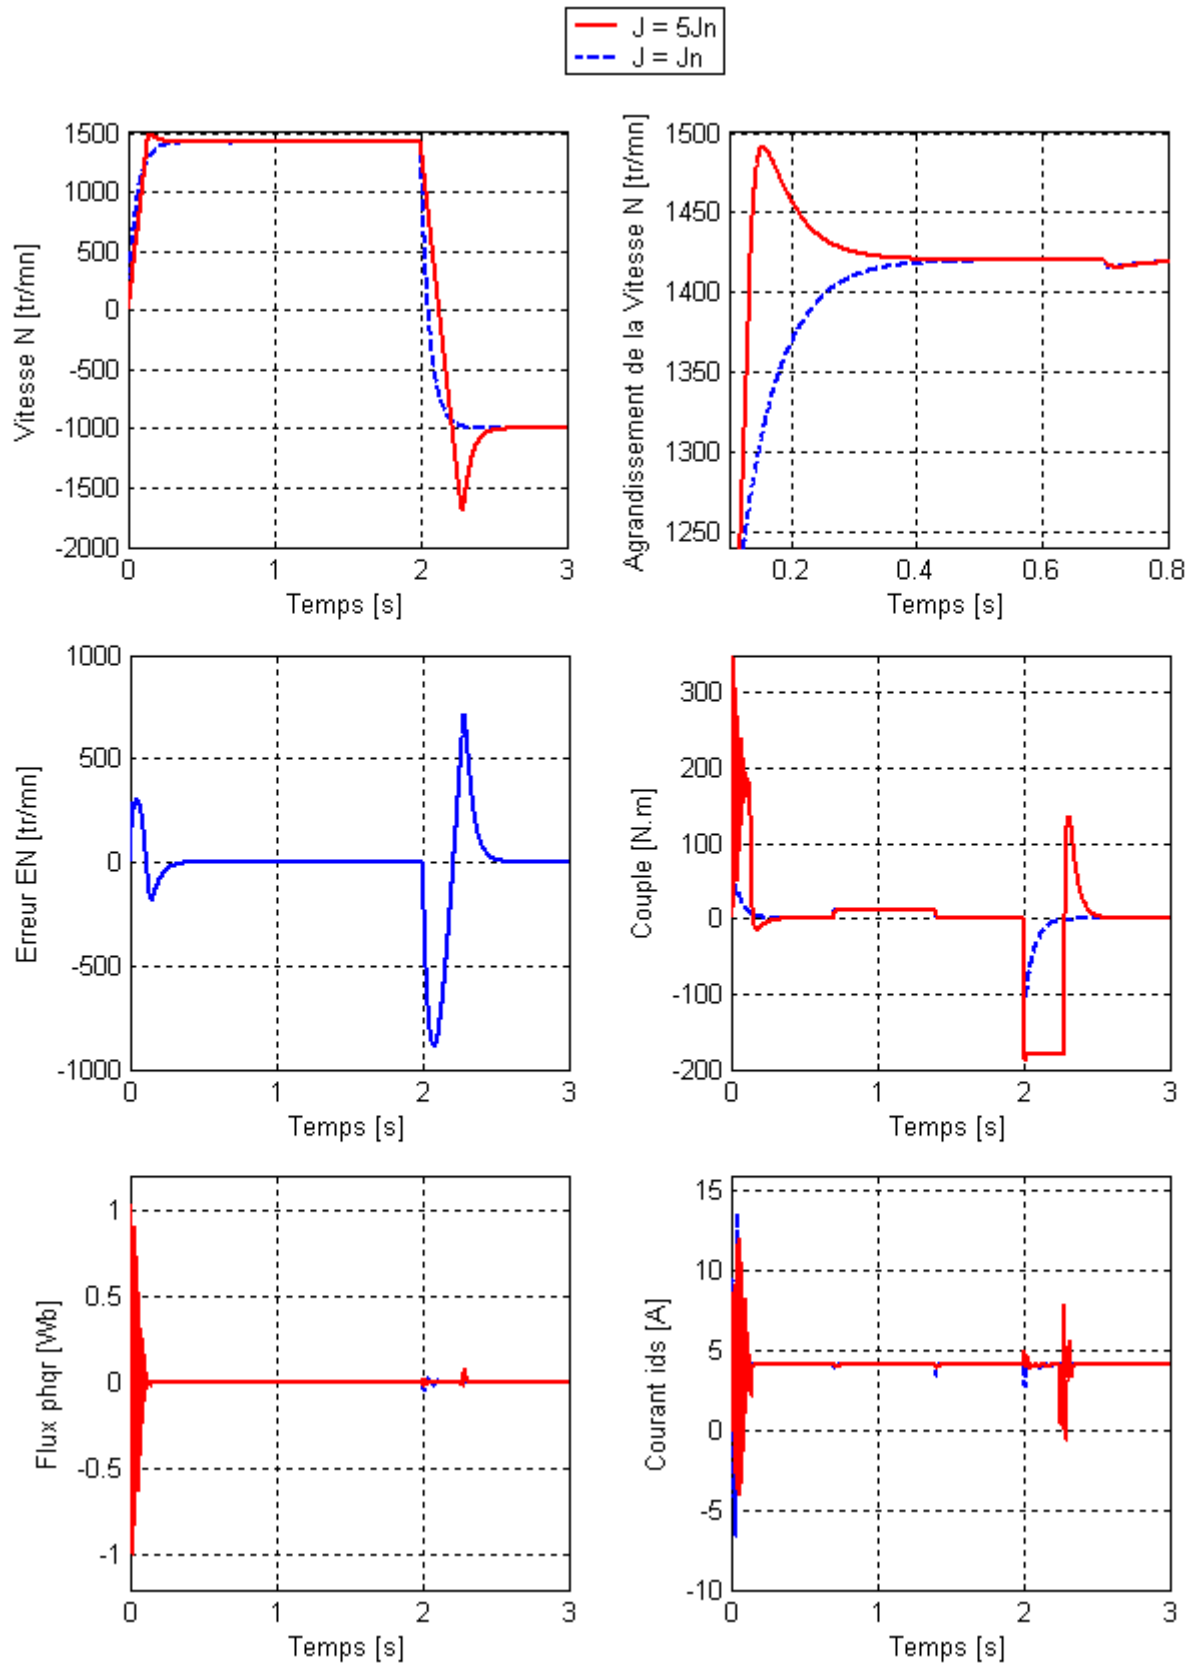 J = 5Jn
J = Jn
Vitesse N [tr/mn]
1500
1000
500
0
-500
-1000
-1500
-2000
0 1 2 3
Temps [s]
Agrandissement de la Vitesse N [tr/mn]
1500
1450
1400
1350
1300
1250
0.2 0.4 0.6 0.8
Temps [s]
Erreur EN [tr/mn]
1000
500
0
-500
-1000
0 1 2 3
Temps [s]
Couple [N.m]
300
200
100
0
-100
-200
0 1 2 3
Temps [s]
Flux phqr [Wb]
1
0.5
0
-0.5
-1
0 1 2 3
Temps [s]
Courant ids [A]
15
10
5
0
-5
-10
0 1 2 3
Temps [s]